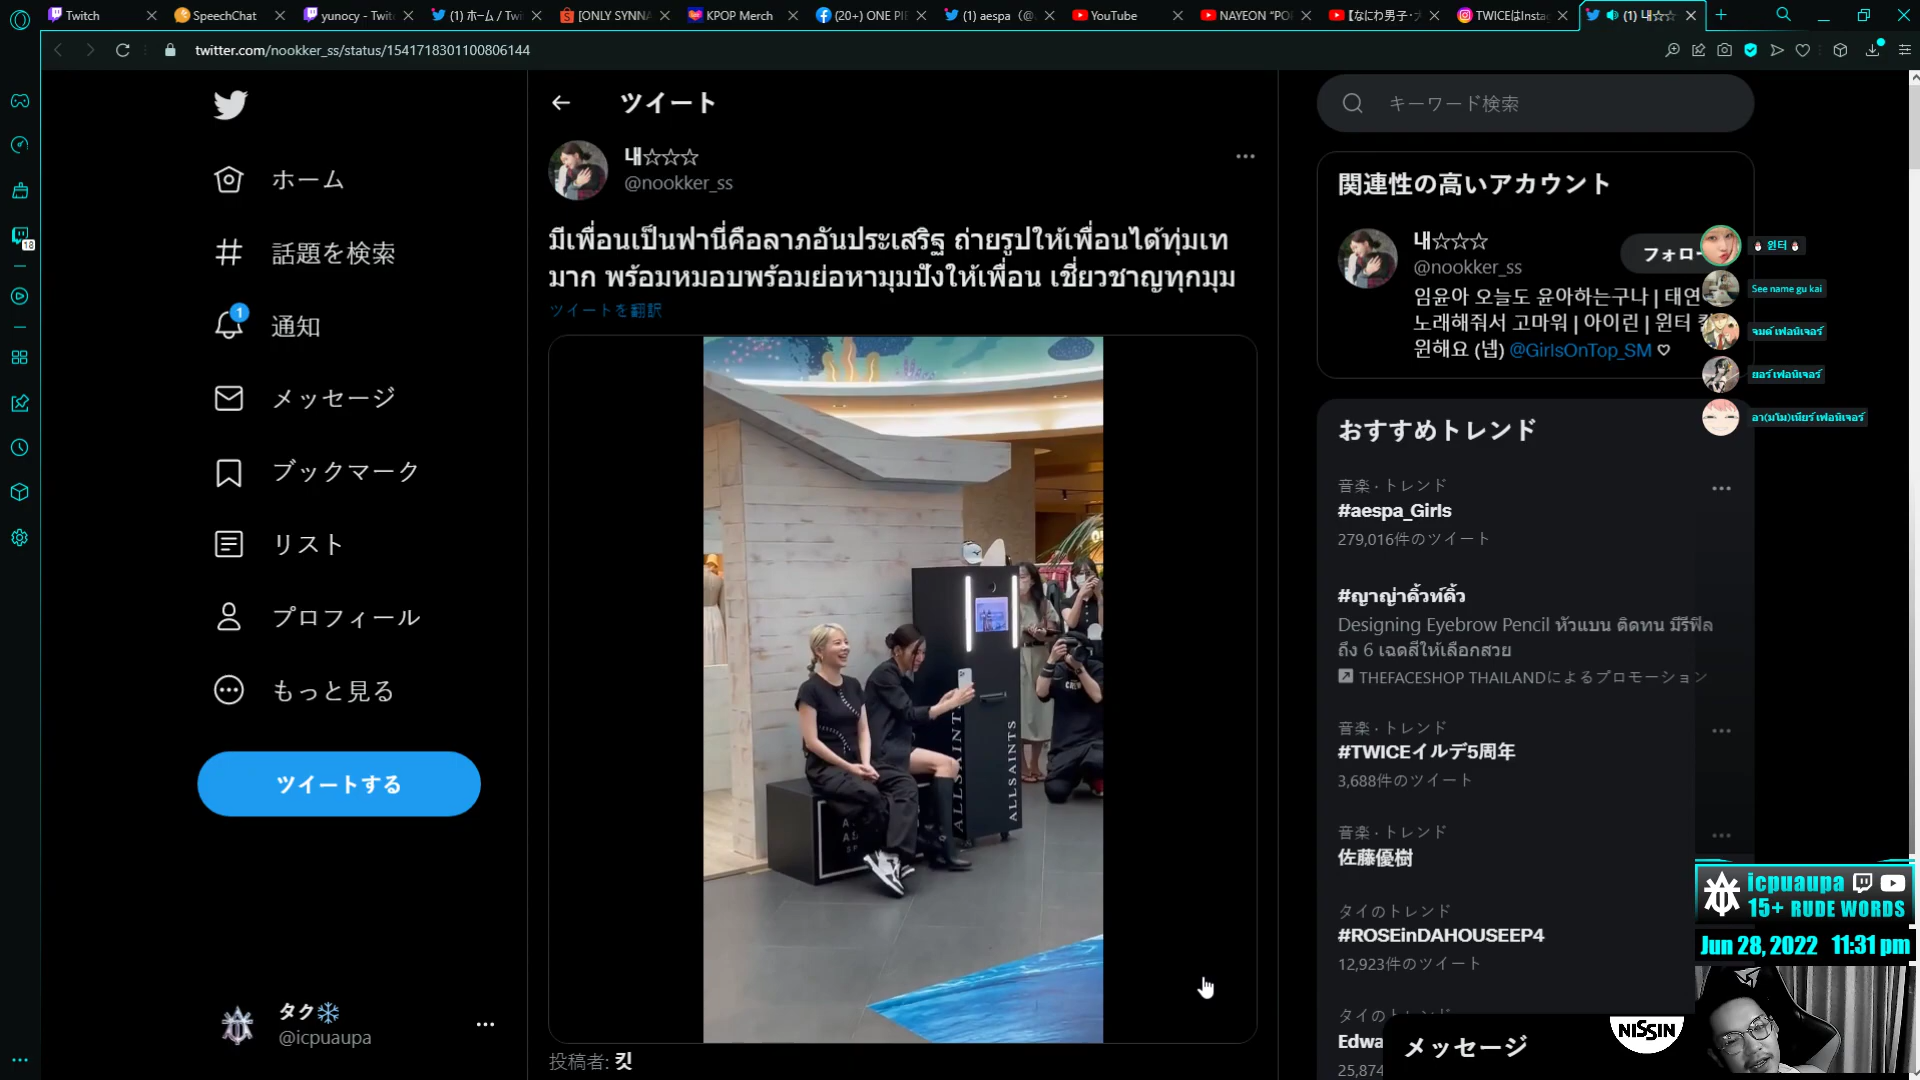 Twitch
SpeechChat
yunocy - Twit
(1) ホーム / Twi
[ONLY SYNNA
KPOP Merch
(20+) ONE PIE
(1) aespa（@
YouTube
NAYEON "PO
【なにわ男子・
TWICEはInsta
(1) 내☆☆
twitter.com/nookker_ss/status/1541718301100806144
18
ホーム
話題を検索
1
通知
メッセージ
ブックマーク
リスト
プロフィール
もっと見る
ツイートする
タク❄
@icpuaupa
ツイート
내☆☆☆
@nookker_ss
มีเพื่อนเป็นฟานี่คือลาภอันประเสริฐ ถ่ายรูปให้เพื่อนได้ทุ่มเท
มาก พร้อมหมอบพร้อมย่อหามุมปังให้เพื่อน เชี่ยวชาญทุกมุม
ツイートを翻訳
ALLSAINTS
ALLSAINTS
投稿者: 킷
キーワード検索
関連性の高いアカウント
내☆☆☆
@nookker_ss
フォロー
임윤아 오늘도 윤아하는구나 | 태연
노래해줘서 고마워 | 아이린 | 윈터
윈해요 (넵) @GirlsOnTop_SM ♡
⛄ 윈터 ⛄
See name gu kai
จมด์ เฟอนิเจอร์
ยอร์ เฟอนิเจอร์
อา(มโม)เนียร์ เฟอนิเจอร์
おすすめトレンド
音楽 · トレンド
#aespa_Girls
279,016件のツイート
#ญาญ่าคิ้วท์คิ้ว
Designing Eyebrow Pencil หัวแบน ติดทน มีรีฟิล
ถึง 6 เฉดสีให้เลือกสวย
THEFACESHOP THAILANDによるプロモーション
音楽 · トレンド
#TWICEイルデ5周年
3,688件のツイート
音楽 · トレンド
佐藤優樹
タイのトレンド
#ROSEinDAHOUSEEP4
12,923件のツイート
タイのトレンド
Edwa
25,874
メッセージ
icpuaupa
15+ RUDE WORDS
Jun 28, 2022 11:31 pm
NISSIN